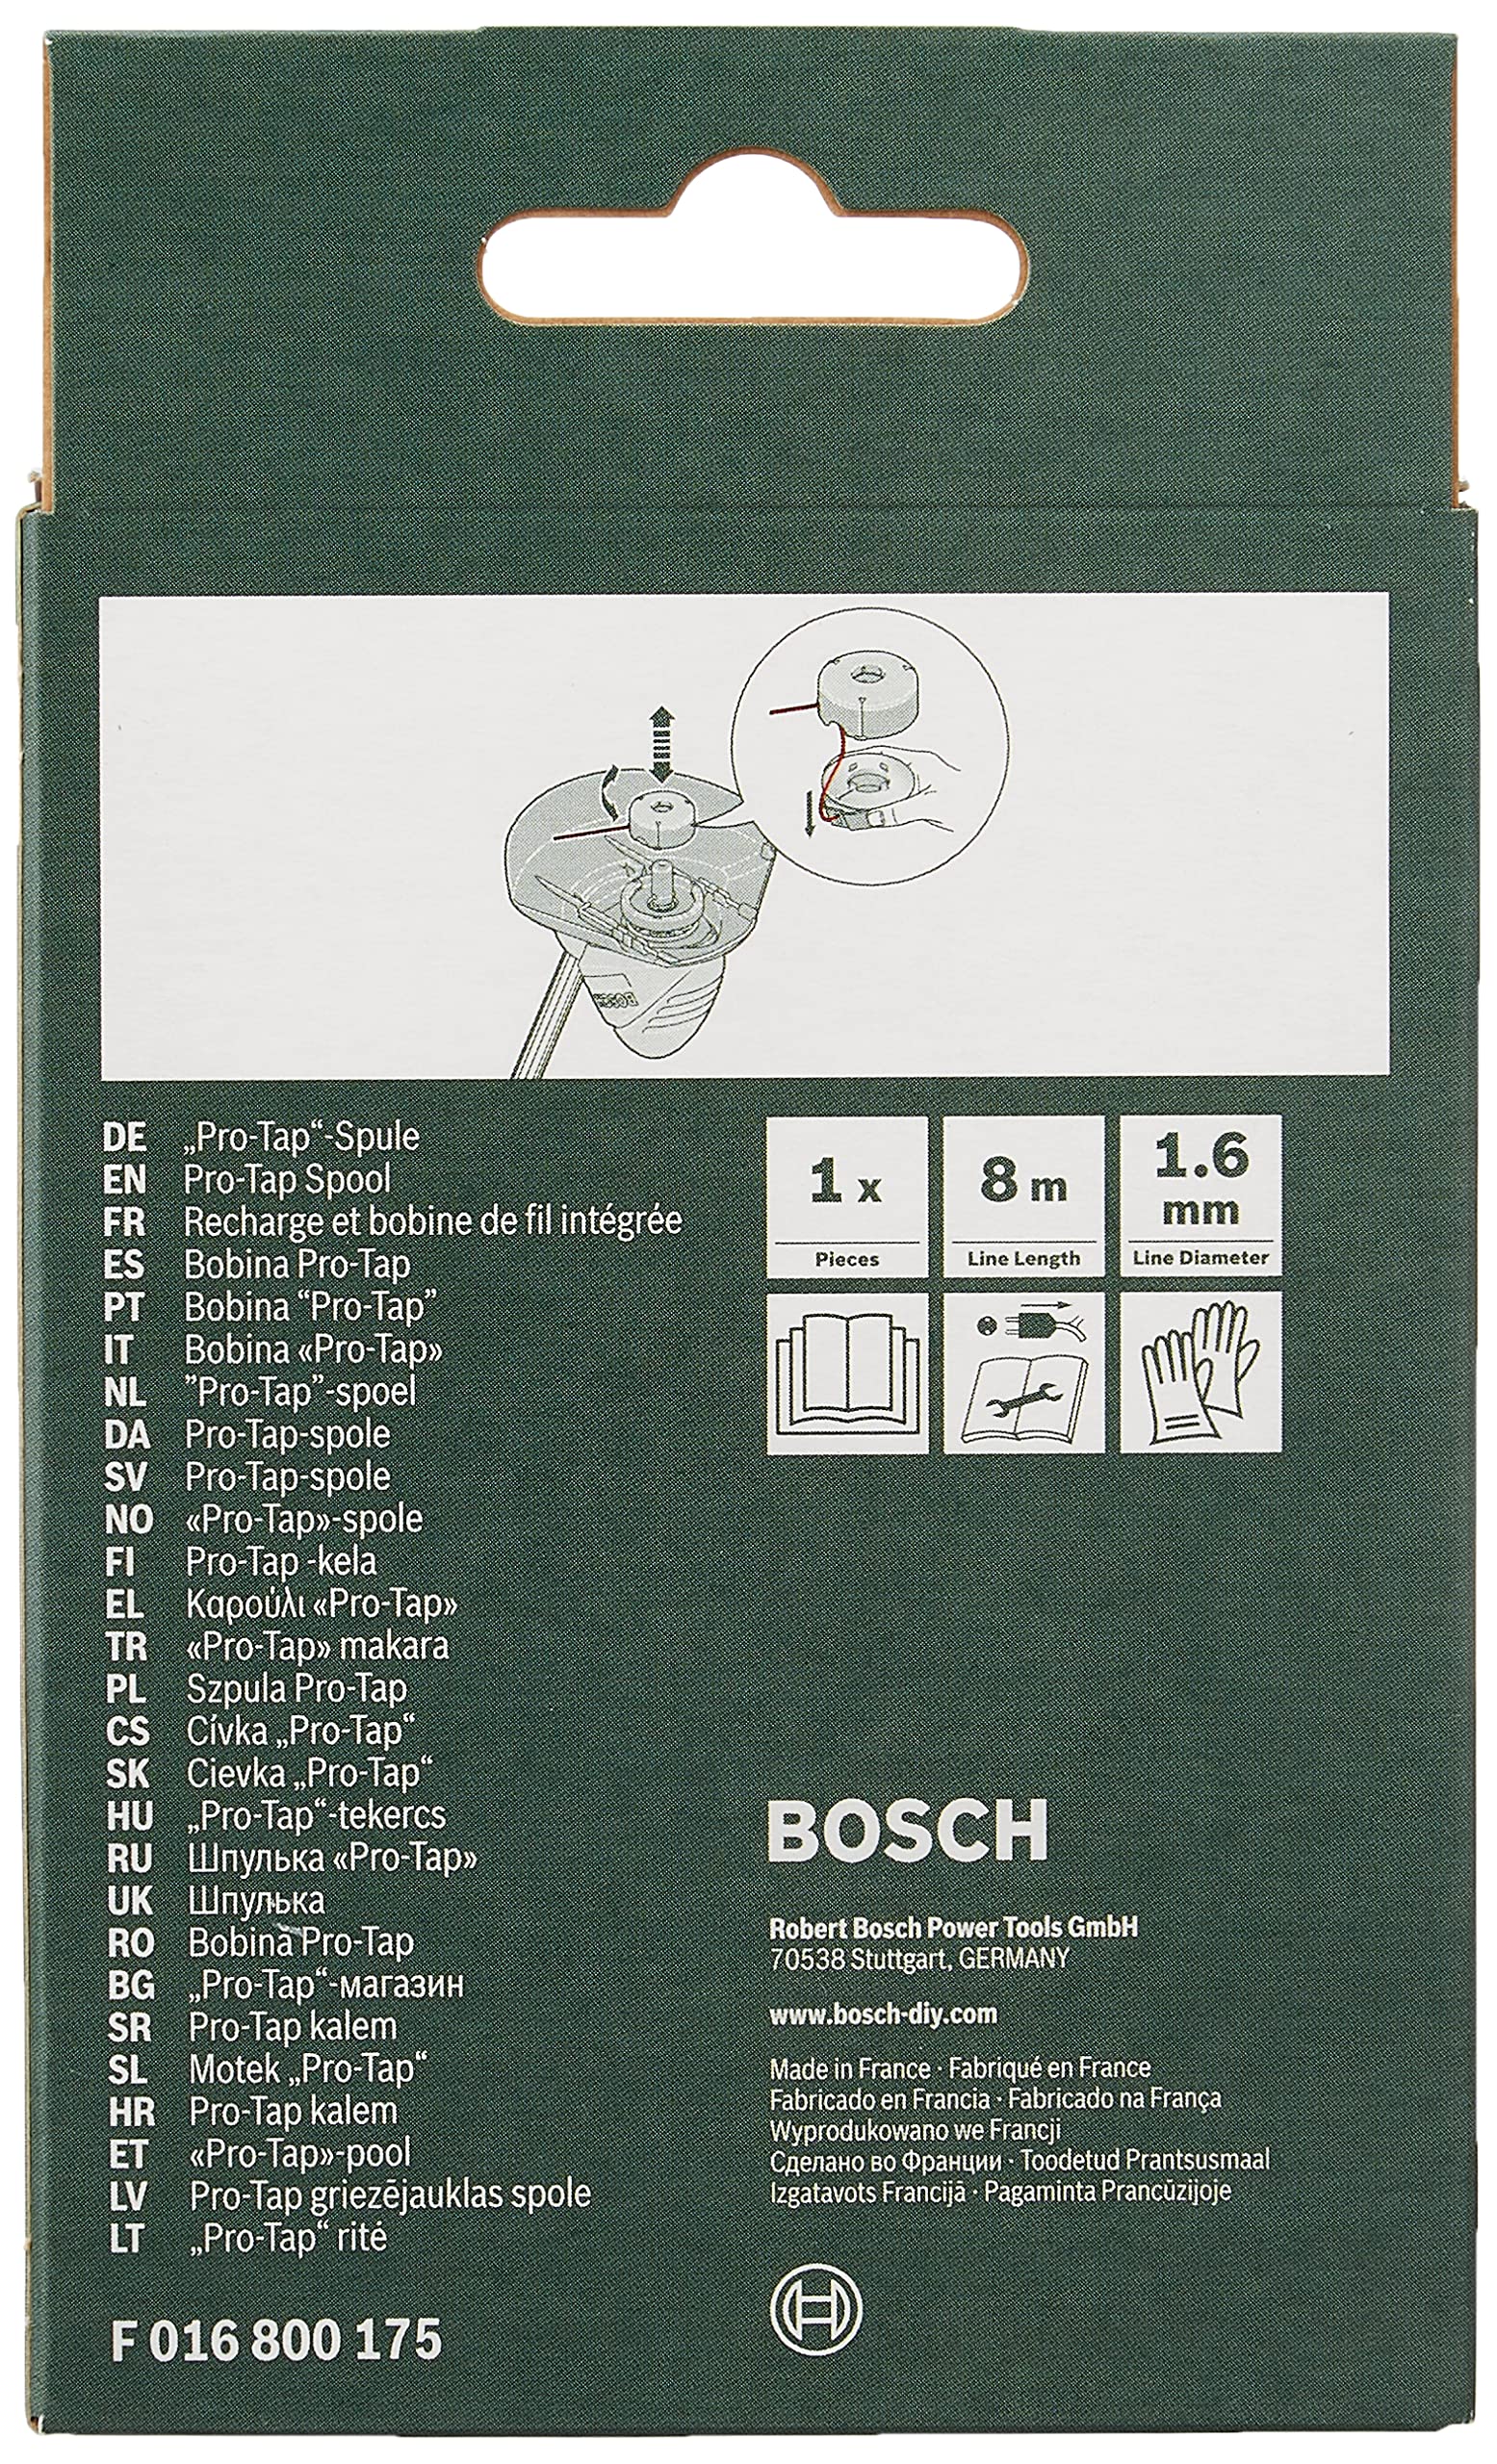 BOSCH
DE „Pro-Tap“-Spule
EN Pro-Tap Spool
FR Recharge et bobine de fil intégrée
ES Bobina Pro-Tap
PT Bobina “Pro-Tap”
IT Bobina «Pro-Tap»
NL ”Pro-Tap”-spoel
DA Pro-Tap-spole
SV Pro-Tap-spole
NO «Pro-Tap»-spole
FI Pro-Tap -kela
EL Καρούλι «Pro-Tap»
TR «Pro-Tap» makara
PL Szpula Pro-Tap
CS Cívka „Pro-Tap“
SK Cievka „Pro-Tap“
HU „Pro-Tap“-tekercs
RU Шпулька «Pro-Tap»
UK Шпулька
RO Bobina Pro-Tap
BG „Pro-Tap“-магазин
SR Pro-Tap kalem
SL Motek „Pro-Tap“
HR Pro-Tap kalem
ET «Pro-Tap»-pool
LV Pro-Tap griezējauklas spole
LT „Pro-Tap“ ritė
F 016 800 175
1 x
Pieces
8 m
Line Length
1.6
mm
Line Diameter
BOSCH
Robert Bosch Power Tools GmbH
70538 Stuttgart, GERMANY
www.bosch-diy.com
Made in France · Fabriqué en France
Fabricado en Francia · Fabricado na França
Wyprodukowano we Francji
Сделано во Франции · Toodetud Prantsusmaal
Izgatavots Francijā · Pagaminta Prancūzijoje